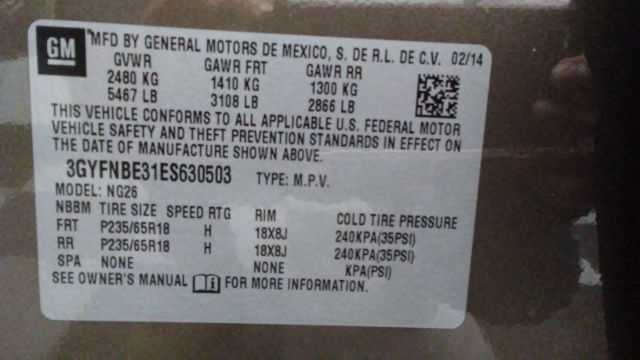 GM
MFD BY GENERAL MOTORS DE MEXICO, S. DE R.L. DE C.V. 02/14
GVWR GAWR FRT GAWR RR
2480 KG 1410 KG 1300 KG
5467 LB 3108 LB 2866 LB
THIS VEHICLE CONFORMS TO ALL APPLICABLE U.S. FEDERAL MOTOR
VEHICLE SAFETY AND THEFT PREVENTION STANDARDS IN EFFECT ON
THE DATE OF MANUFACTURE SHOWN ABOVE.
3GYFNBE31ES630503 TYPE: M.P.V.
MODEL: NG26
NBBM TIRE SIZE SPEED RTG RIM COLD TIRE PRESSURE
FRT P235/65R18 H 18X8J 240KPA(35PSI)
RR P235/65R18 H 18X8J 240KPA(35PSI)
SPA NONE NONE KPA(PSI)
SEE OWNER'S MANUAL FOR MORE INFORMATION.